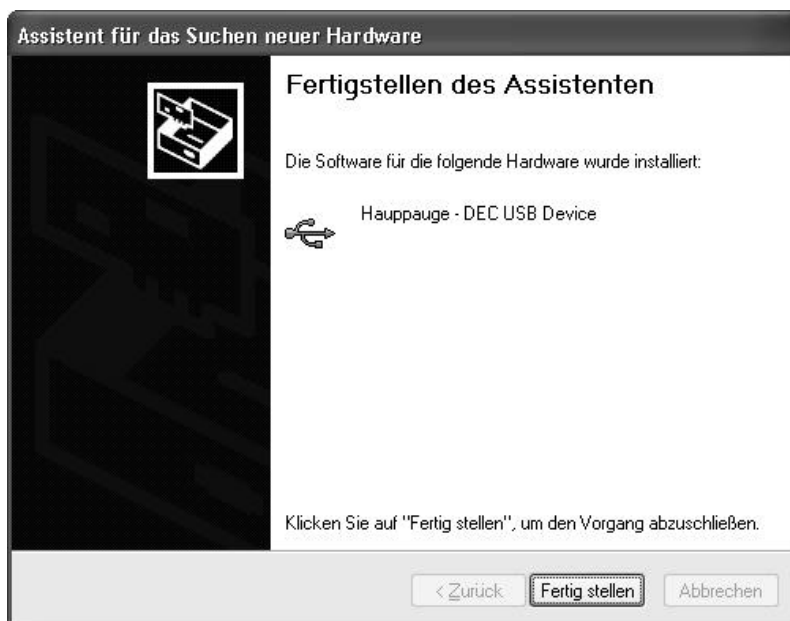 Assistent für das Suchen neuer Hardware
Fertigstellen des Assistenten
Die Software für die folgende Hardware wurde installiert:
Hauppauge - DEC USB Device
Klicken Sie auf "Fertig stellen", um den Vorgang abzuschließen.
< Zurück Fertig stellen Abbrechen